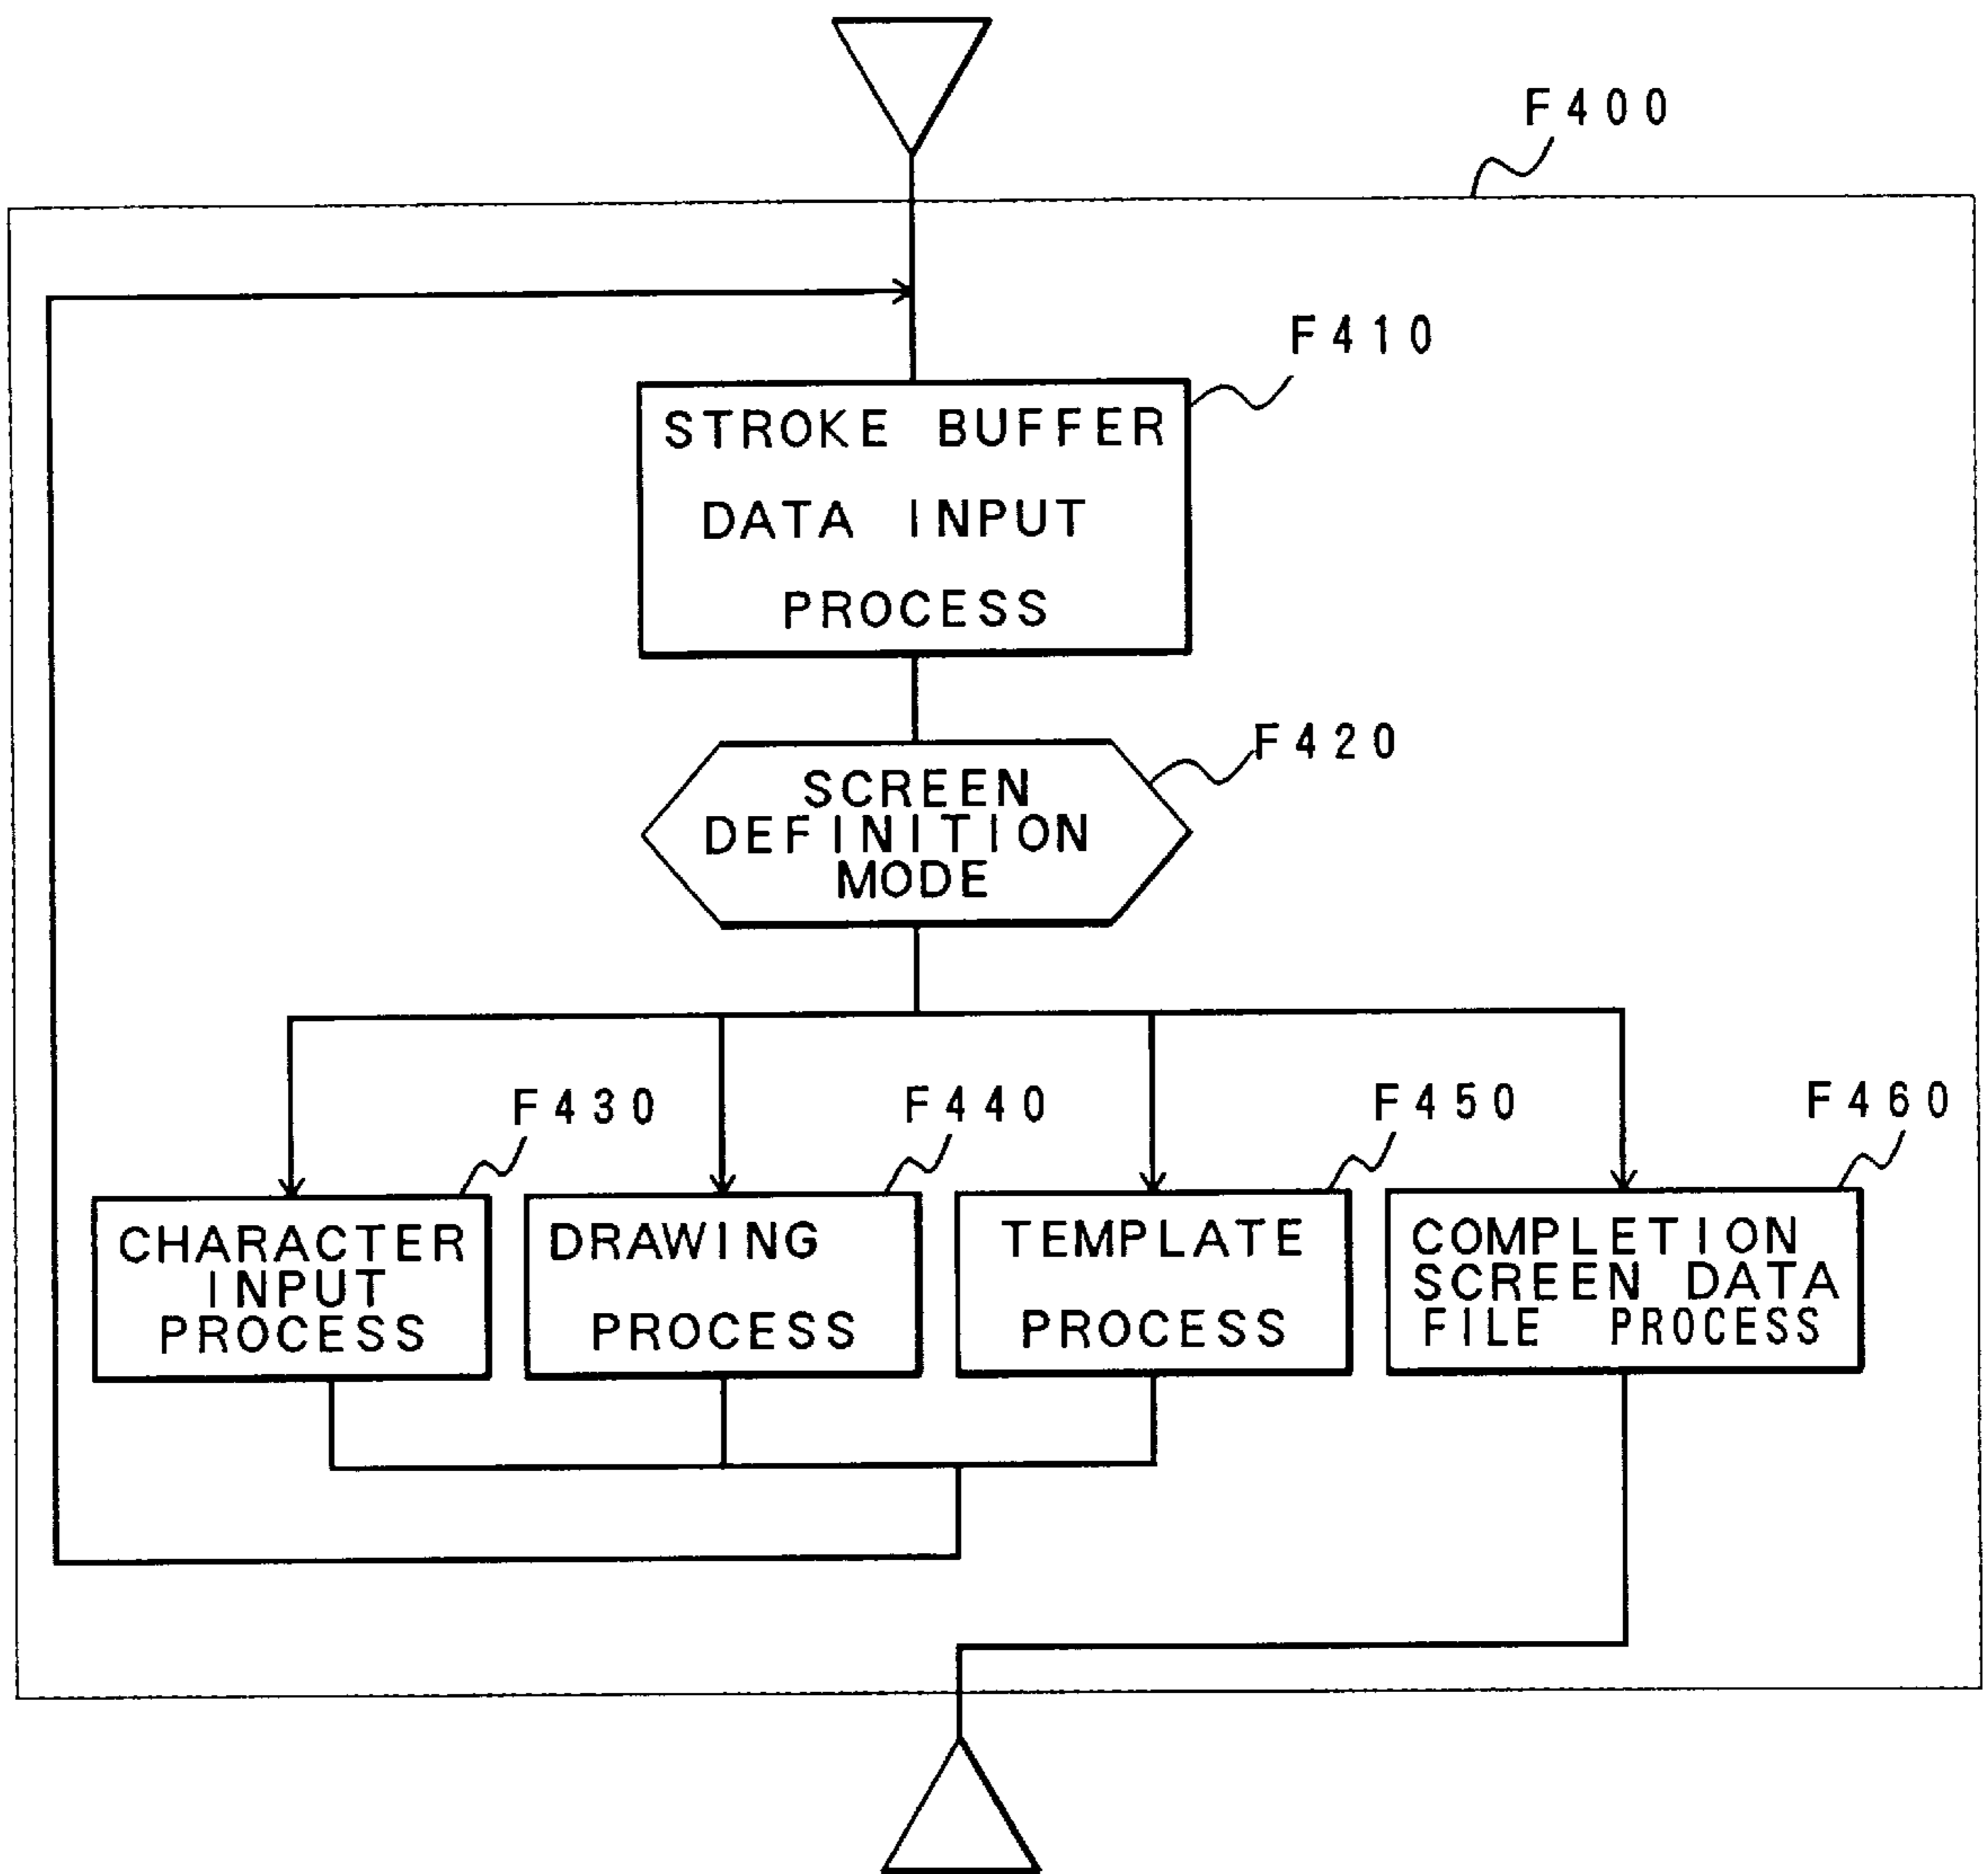 F400
F410
STROKE BUFFER
DATA INPUT
PROCESS
F420
SCREEN
DEFINITION
MODE
F430
F440
F450
F460
CHARACTER
INPUT
PROCESS
DRAWING
PROCESS
TEMPLATE
PROCESS
COMPLETION
SCREEN DATA
FILE PROCESS